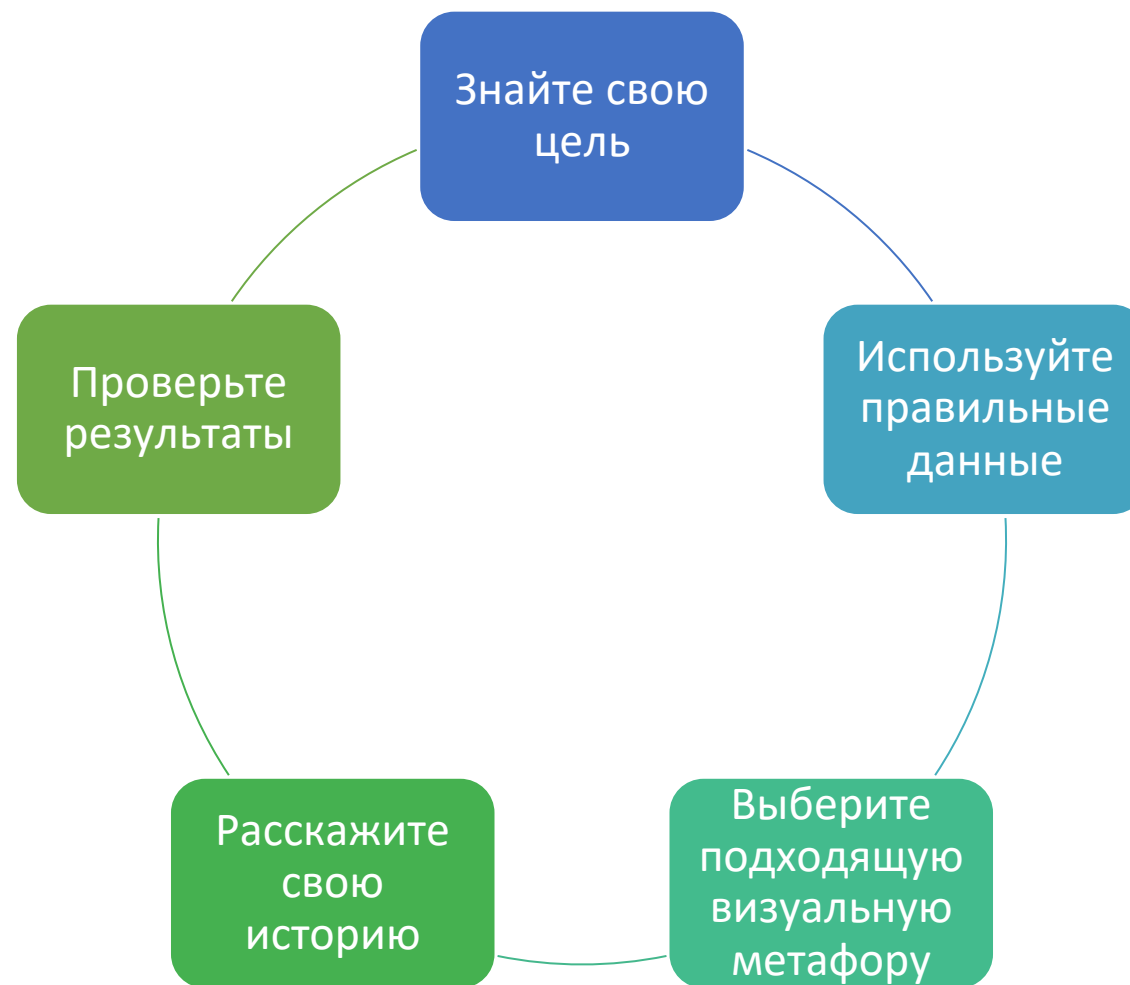 Знайте свою
цель
Используйте
правильные
данные
Выберите
подходящую
визуальную
метафору
Расскажите
свою
историю
Проверьте
результаты